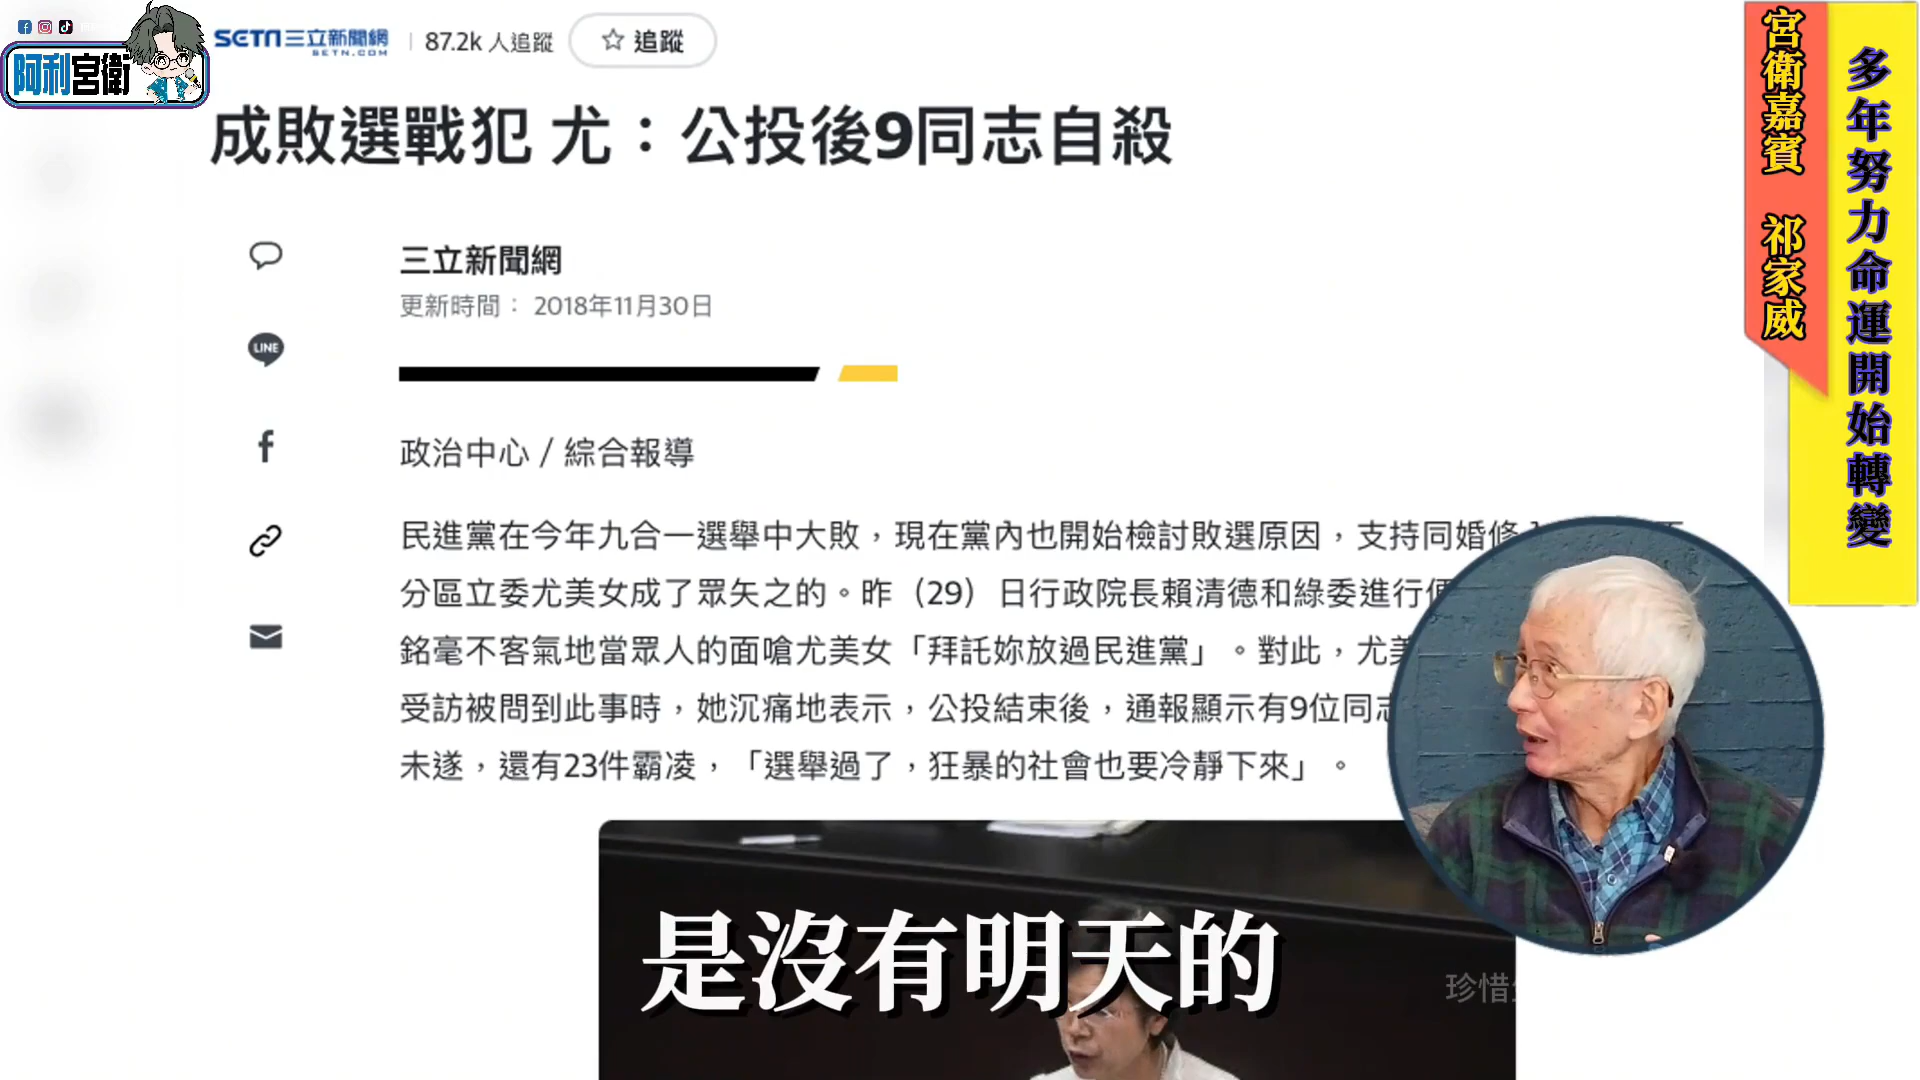 阿利宮衛
SETN三立新聞網
SETN.COM
87.2k 人追蹤
追蹤
成敗選戰犯 尤：公投後9同志自殺
三立新聞網
更新時間： 2018年11月30日
LINE
政治中心 / 綜合報導
民進黨在今年九合一選舉中大敗，現在黨內也開始檢討敗選原因，支持同婚修
分區立委尤美女成了眾矢之的。昨（29）日行政院長賴清德和綠委進行便
銘毫不客氣地當眾人的面嗆尤美女「拜託妳放過民進黨」。對此，尤美
受訪被問到此事時，她沉痛地表示，公投結束後，通報顯示有9位同志
未遂，還有23件霸凌，「選舉過了，狂暴的社會也要冷靜下來」。
是沒有明天的
珍惜
宮衛嘉賓 祁家威
多年努力命運開始轉變